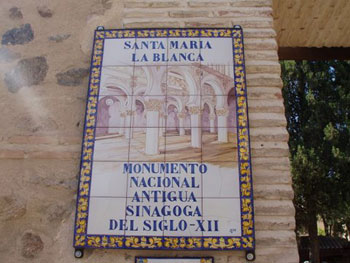 SANTA MARIA
LA BLANCA
MONUMENTO
NACIONAL
ANTIGUA
SINAGOGA
DEL SIGLO-XII